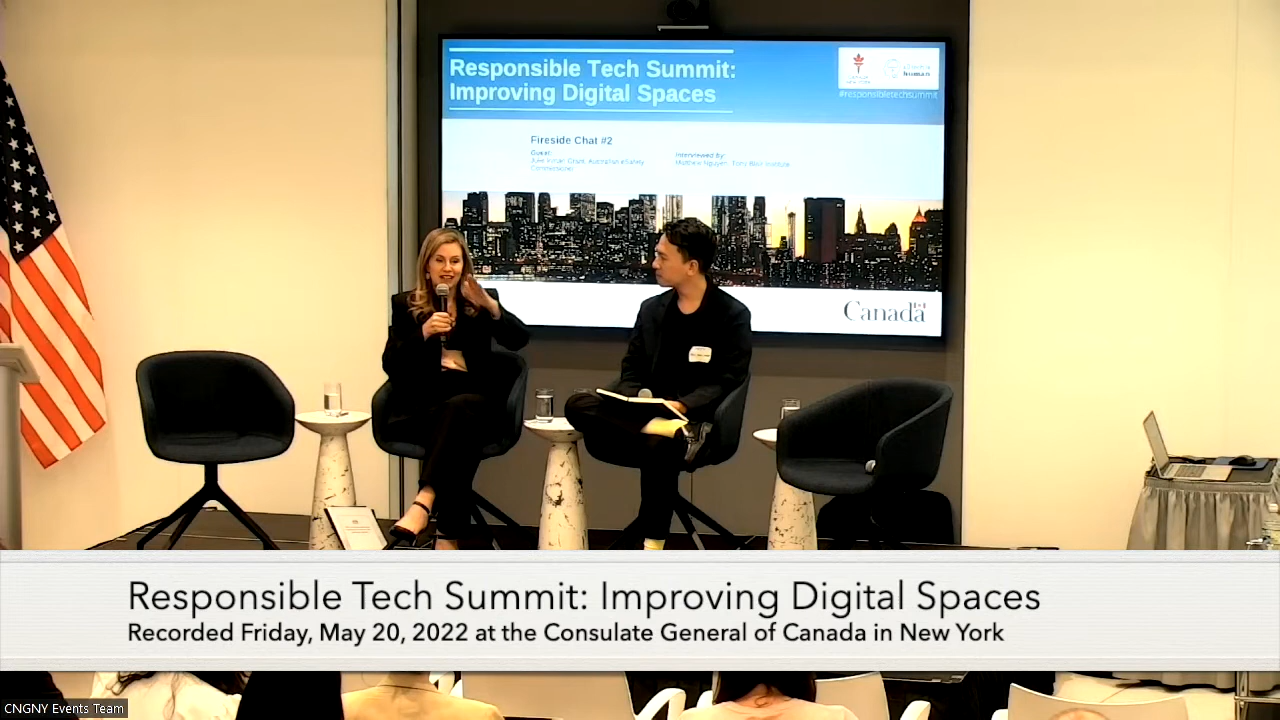 Responsible Tech Summit:
Improving Digital Spaces
#responsibletechsummit
Fireside Chat #2
Guest:
Interviewed By:
Commissioner
Canada
Responsible Tech Summit: Improving Digital Spaces
Recorded Friday, May 20, 2022 at the Consulate General of Canada in New York
CNGNY Events Team